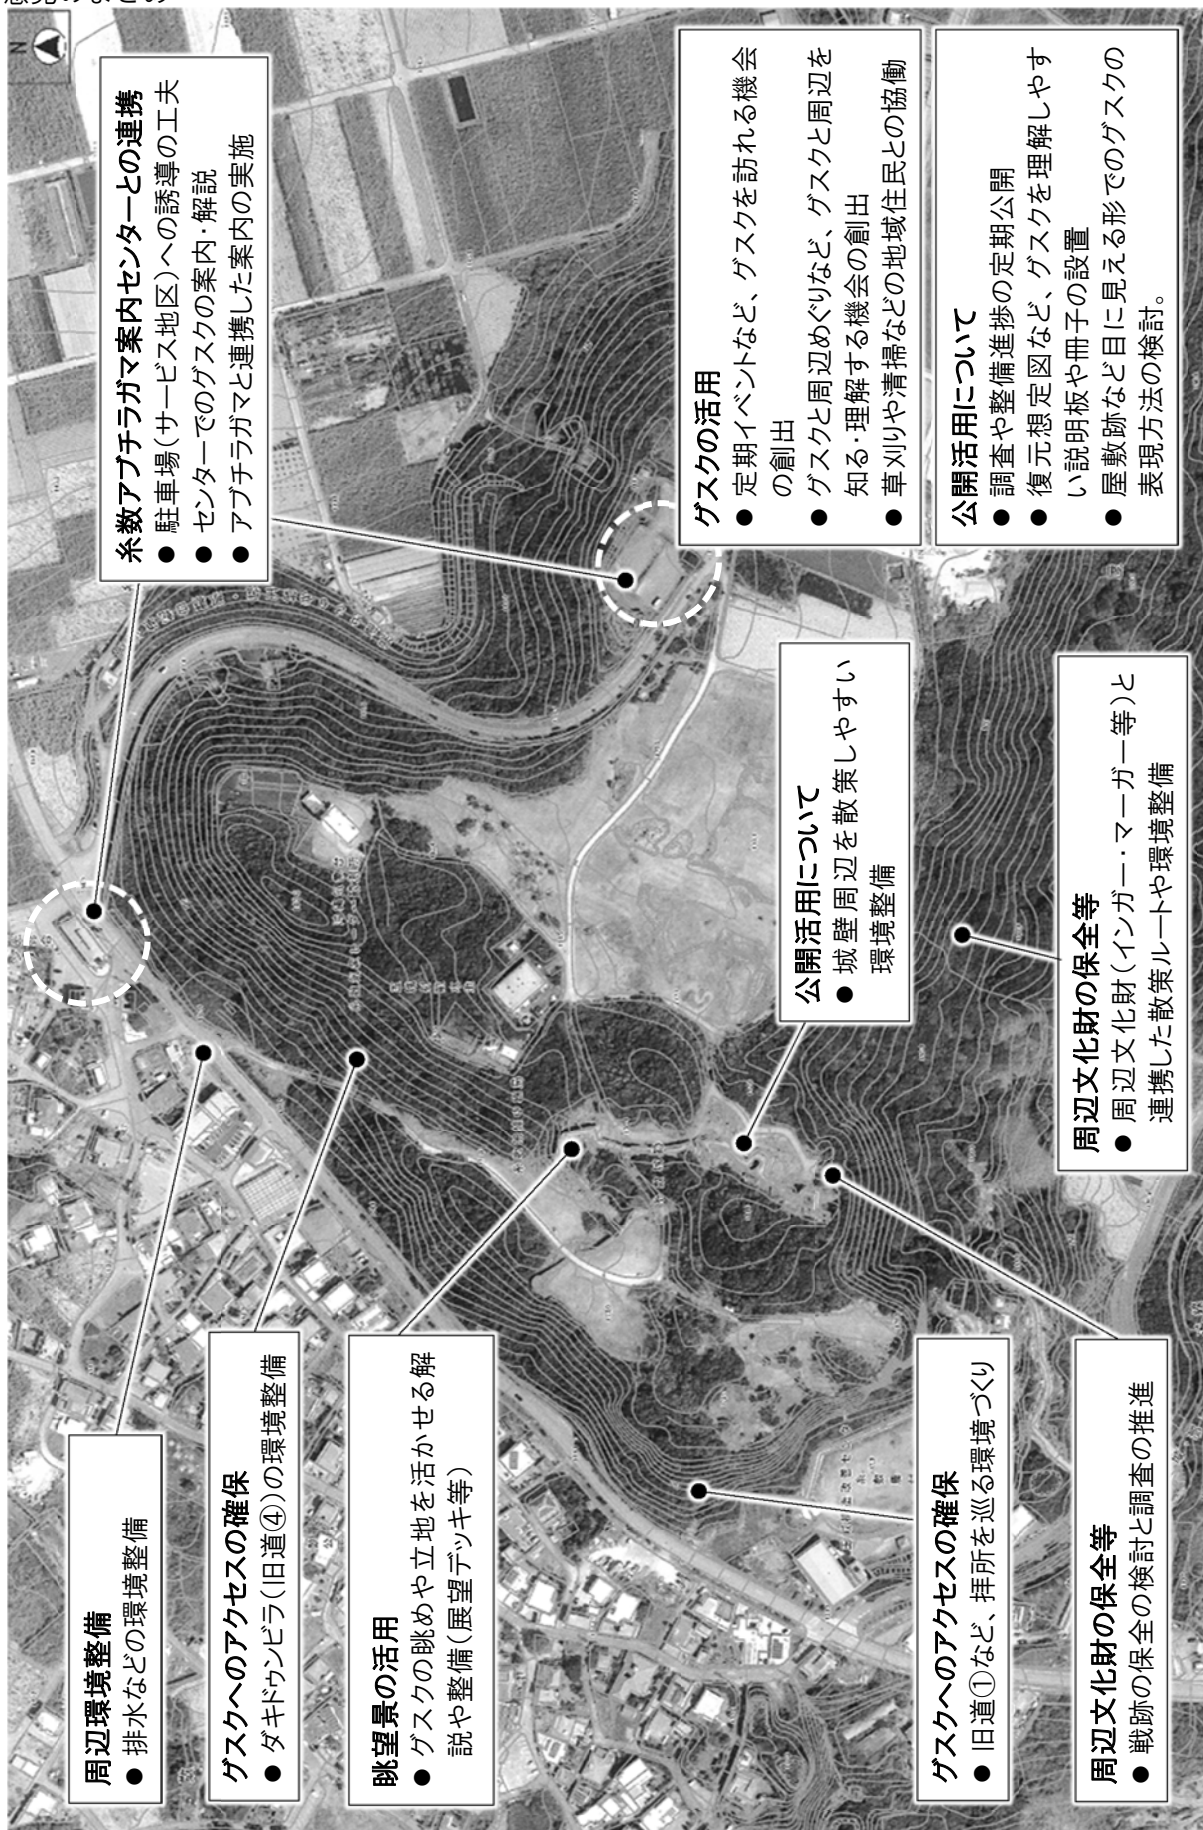 意見のまとめ
N
周辺環境整備
● 排水などの環境整備
グスクへのアクセスの確保
● ダキドゥンビラ（旧道④）の環境整備
眺望景の活用
● グスクの眺めや立地を活かせる解
説や整備（展望デッキ等）
グスクへのアクセスの確保
● 旧道①など、拝所を巡る環境づくり
周辺文化財の保全等
● 戦跡の保全の検討と調査の推進
公開活用について
● 城壁周辺を散策しやすい
環境整備
周辺文化財の保全等
● 周辺文化財（インガー・マーガー等）と
連携した散策ルートや環境整備
糸数アブチラガマ案内センターとの連携
● 駐車場（サービス地区）への誘導の工夫
● センターでのグスクの案内・解説
● アブチラガマと連携した案内の実施
グスクの活用
● 定期イベントなど、グスクを訪れる機会
の創出
● グスクと周辺めぐりなど、グスクと周辺を
知る・理解する機会の創出
● 草刈りや清掃などの地域住民との協働
公開活用について
● 調査や整備進捗の定期公開
● 復元想定図など、グスクを理解しやす
い説明板や冊子の設置
● 屋敷跡など目に見える形でのグスクの
表現方法の検討。